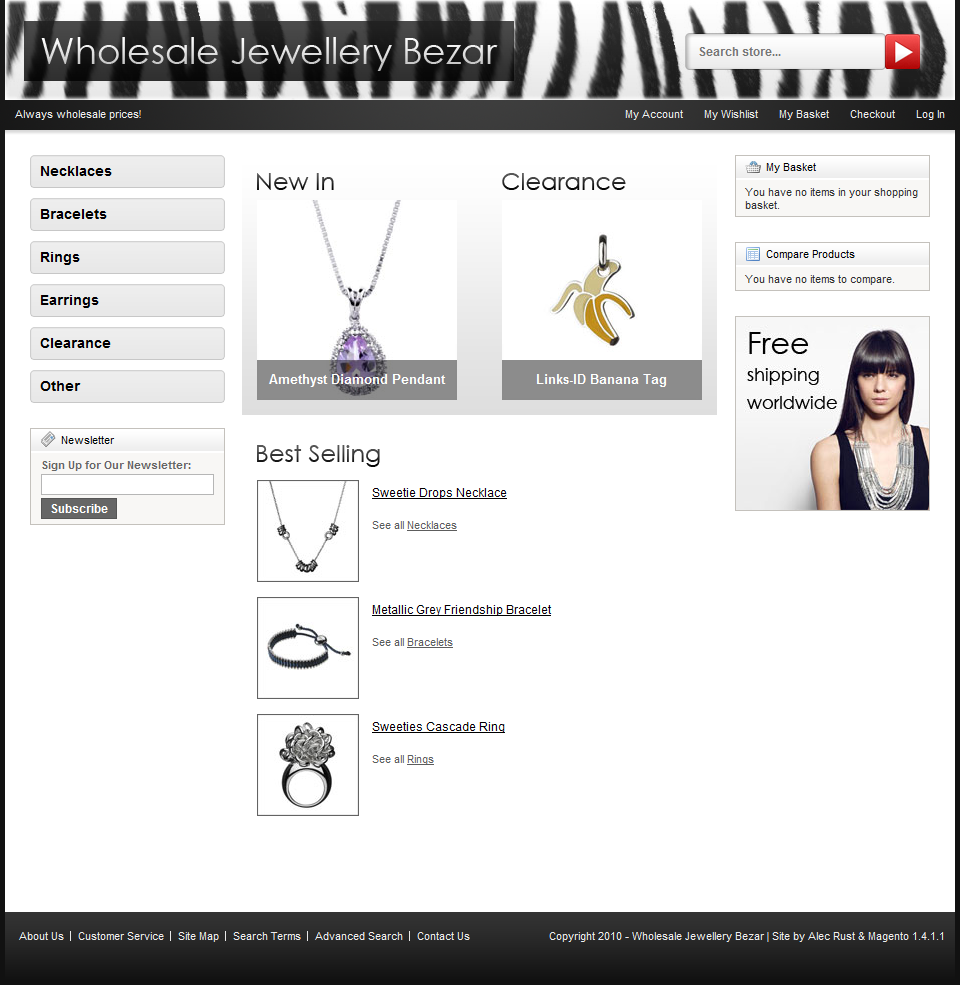 Wholesale Jewellery Bezar
Search store...
Always wholesale prices!
My Account My Wishlist My Basket Checkout Log In
Necklaces
Bracelets
Rings
Earrings
Clearance
Other
Newsletter
Sign Up for Our Newsletter:
Subscribe
New In
Amethyst Diamond Pendant
Clearance
Links-ID Banana Tag
Best Selling
Sweetie Drops Necklace
See all Necklaces
Metallic Grey Friendship Bracelet
See all Bracelets
Sweeties Cascade Ring
See all Rings
My Basket
You have no items in your shopping
basket.
Compare Products
You have no items to compare.
Free
shipping
worldwide
About Us | Customer Service | Site Map | Search Terms | Advanced Search | Contact Us
Copyright 2010 - Wholesale Jewellery Bezar | Site by Alec Rust & Magento 1.4.1.1